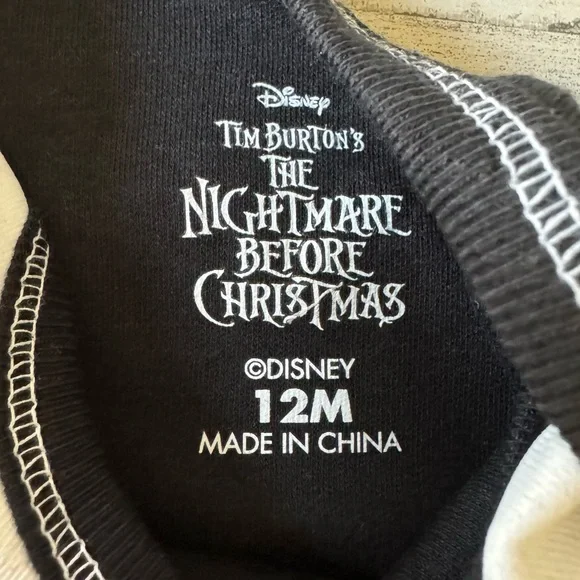 Disney
TIM BURTON'S
THE
NIGHTMARE
BEFORE
CHRISTMAS
©DISNEY
12M
MADE IN CHINA